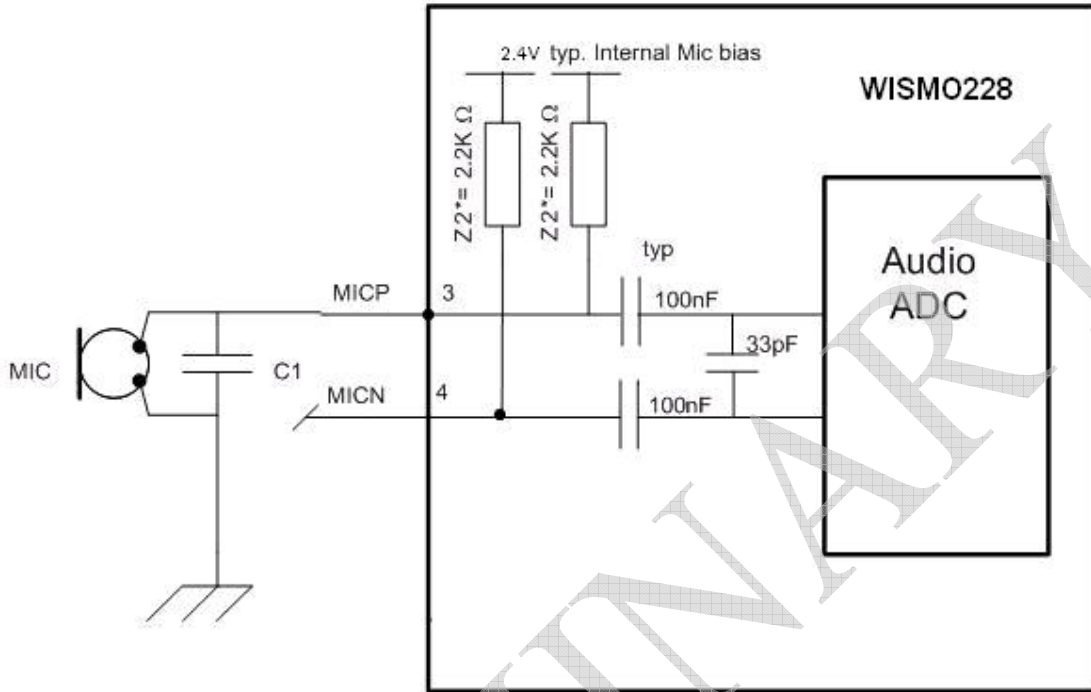 2.4V typ. Internal Mic bias
WISMO228
Z2*= 2.2K Ω
Z2*= 2.2K Ω
typ
Audio
ADC
MICP
3
100nF
33pF
MIC
C1
MICN
4
100nF
INARY